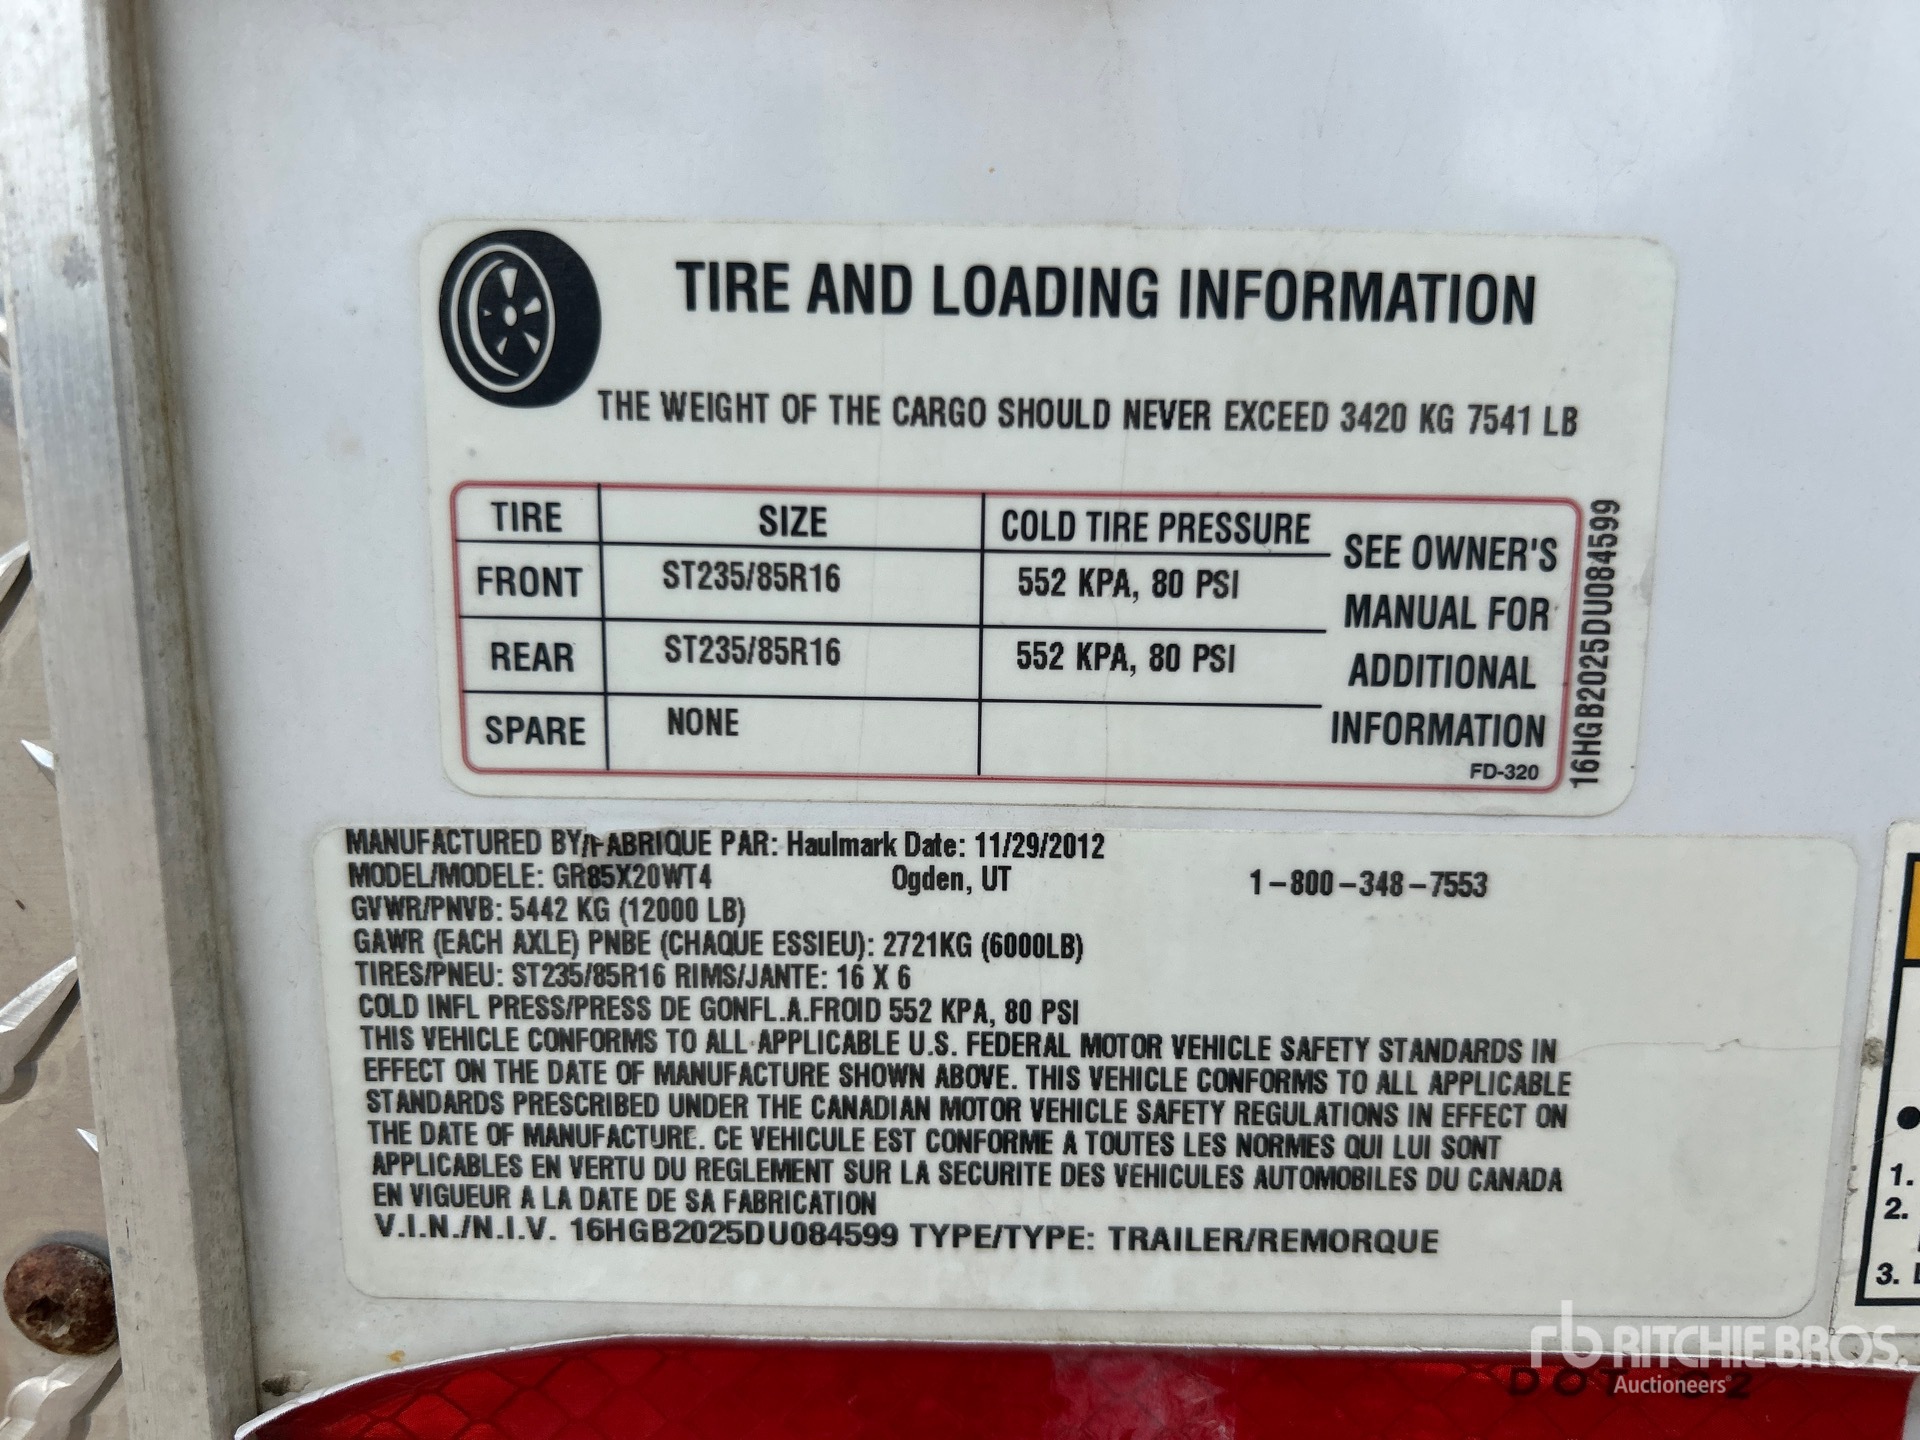 TIRE AND LOADING INFORMATION
THE WEIGHT OF THE CARGO SHOULD NEVER EXCEED 3420 KG 7541 LB
TIRE SIZE COLD TIRE PRESSURE
FRONT ST235/85R16 552 KPA, 80 PSI
REAR ST235/85R16 552 KPA, 80 PSI
SPARE NONE
SEE OWNER'S
MANUAL FOR
ADDITIONAL
INFORMATION
FD-320
16HGB2025DU084599
MANUFACTURED BY/FABRIQUE PAR: Haulmark Date: 11/29/2012
MODEL/MODELE: GR85X20WT4 Ogden, UT 1-800-348-7553
GVWR/PNVB: 5442 KG (12000 LB)
GAWR (EACH AXLE) PNBE (CHAQUE ESSIEU): 2721KG (6000LB)
TIRES/PNEU: ST235/85R16 RIMS/JANTE: 16 X 6
COLD INFL PRESS/PRESS DE GONFL.A.FROID 552 KPA, 80 PSI
THIS VEHICLE CONFORMS TO ALL APPLICABLE U.S. FEDERAL MOTOR VEHICLE SAFETY STANDARDS IN
EFFECT ON THE DATE OF MANUFACTURE SHOWN ABOVE. THIS VEHICLE CONFORMS TO ALL APPLICABLE
STANDARDS PRESCRIBED UNDER THE CANADIAN MOTOR VEHICLE SAFETY REGULATIONS IN EFFECT ON
THE DATE OF MANUFACTURE. CE VEHICULE EST CONFORME A TOUTES LES NORMES QUI LUI SONT
APPLICABLES EN VERTU DU REGLEMENT SUR LA SECURITE DES VEHICULES AUTOMOBILES DU CANADA
EN VIGUEUR A LA DATE DE SA FABRICATION
V.I.N./N.I.V. 16HGB2025DU084599 TYPE/TYPE: TRAILER/REMORQUE
1.
2.
3.
rb RITCHIE BROS.
Auctioneers